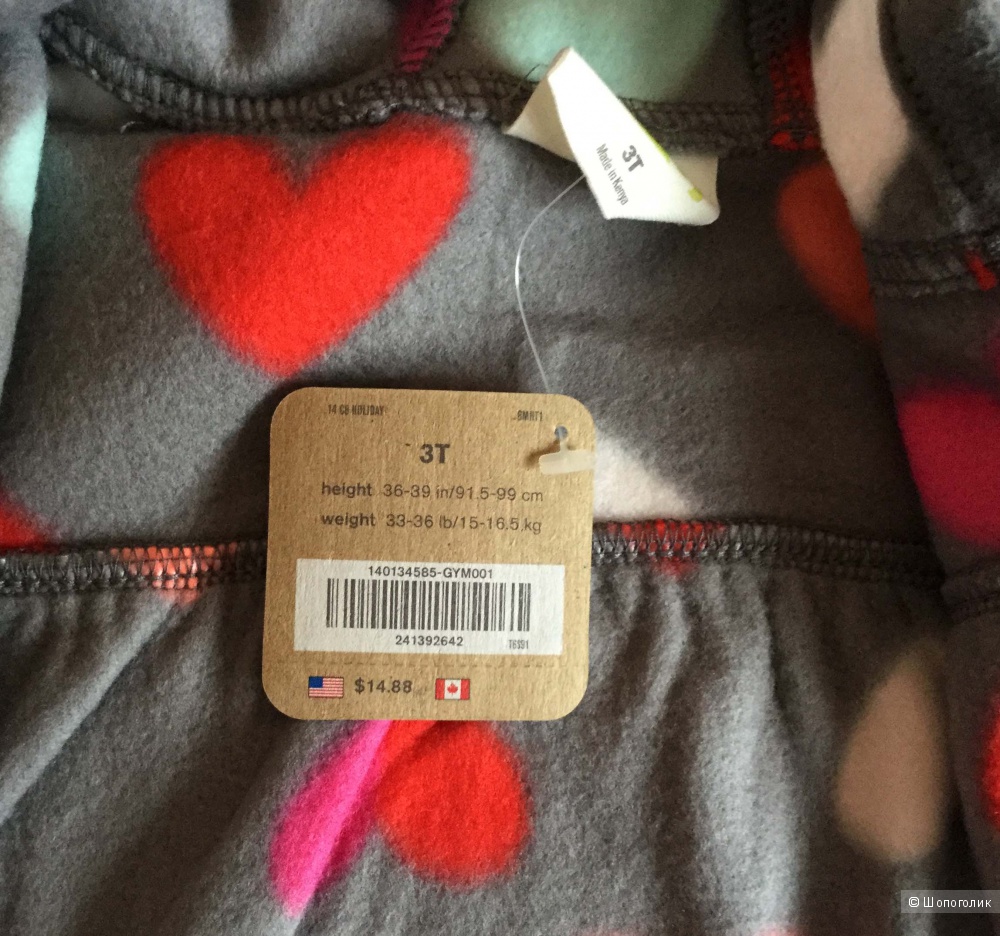 3T
Made in Kenya
14 CB HOLIDAY
3T
height 36-39 in/91.5-99 cm
weight 33-36 lb/15-16.5 kg
140134585-GYM001
241392642
$14.88
© Шопоголик